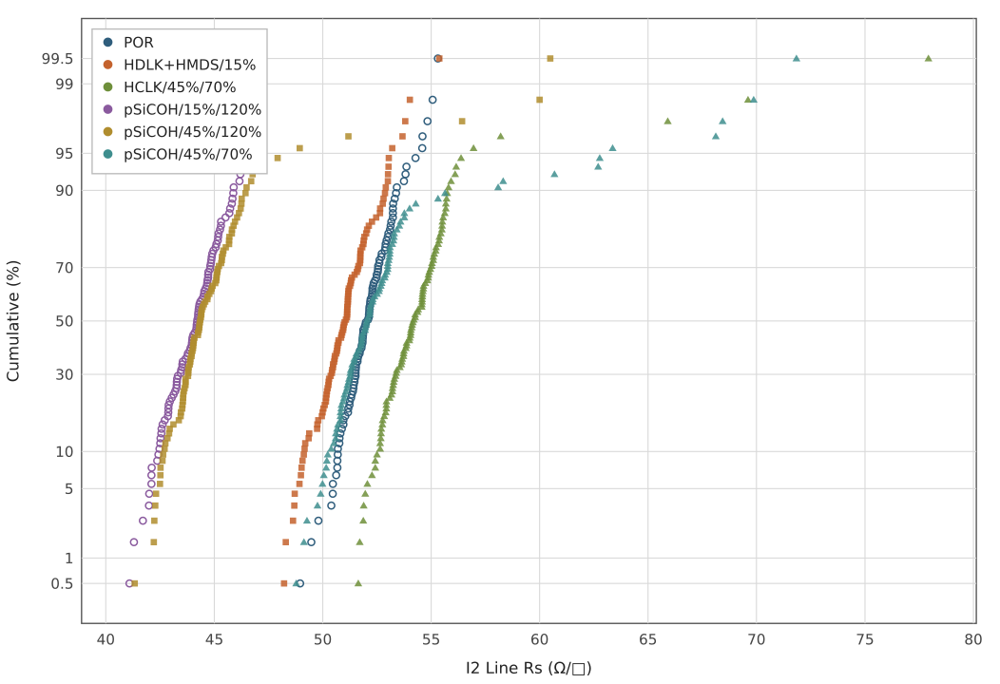 POR
HDLK+HMDS/15%
HCLK/45%/70%
pSiCOH/15%/120%
pSiCOH/45%/120%
pSiCOH/45%/70%
Cumulative (%)
99.5
99
95
90
70
50
30
10
5
1
0.5
40 45 50 55 60 65 70 75 80
I2 Line Rs (Ω/□)